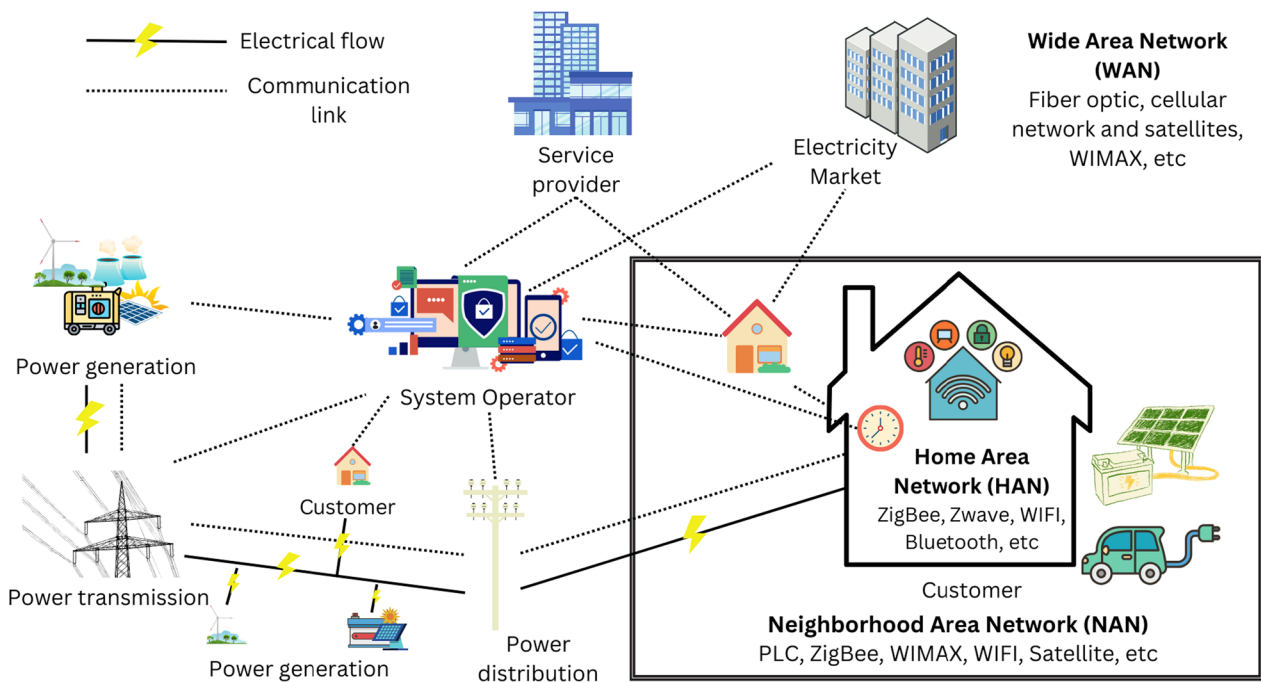 Electrical flow
Communication
link
Service
provider
Electricity
Market
Wide Area Network
(WAN)
Fiber optic, cellular
network and satellites,
WIMAX, etc
Power generation
System Operator
Customer
Power transmission
Power generation
Power
distribution
Home Area
Network (HAN)
ZigBee, Zwave, WIFI,
Bluetooth, etc
Customer
Neighborhood Area Network (NAN)
PLC, ZigBee, WIMAX, WIFI, Satellite, etc